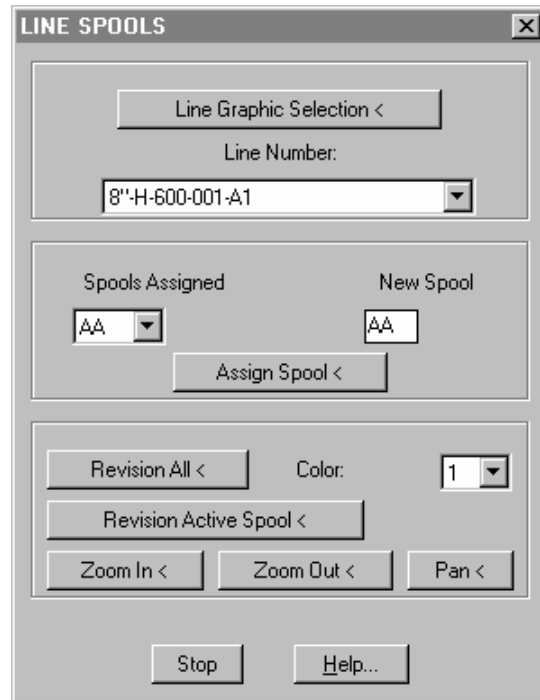 LINE SPOOLS
Line Graphic Selection <
Line Number:
8"-H-600-001-A1
Spools Assigned New Spool
AA AA
Assign Spool <
Revision All < Color: 1
Revision Active Spool <
Zoom In < Zoom Out < Pan <
Stop Help...